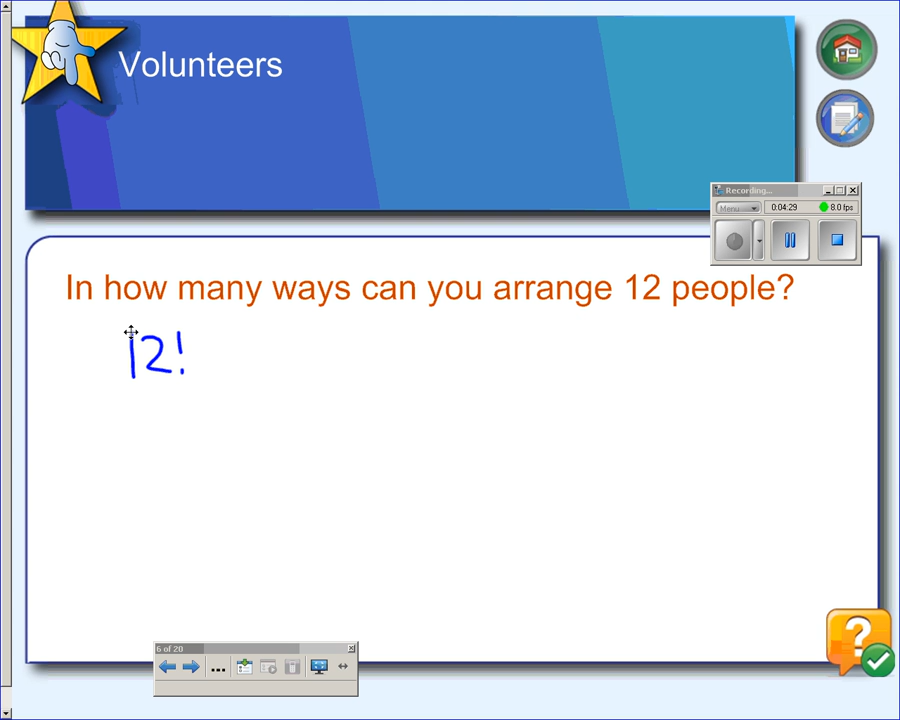 Volunteers
Recording...
Menu
0:04:29
8.0 fps
In how many ways can you arrange 12 people?
12!
6 of 20